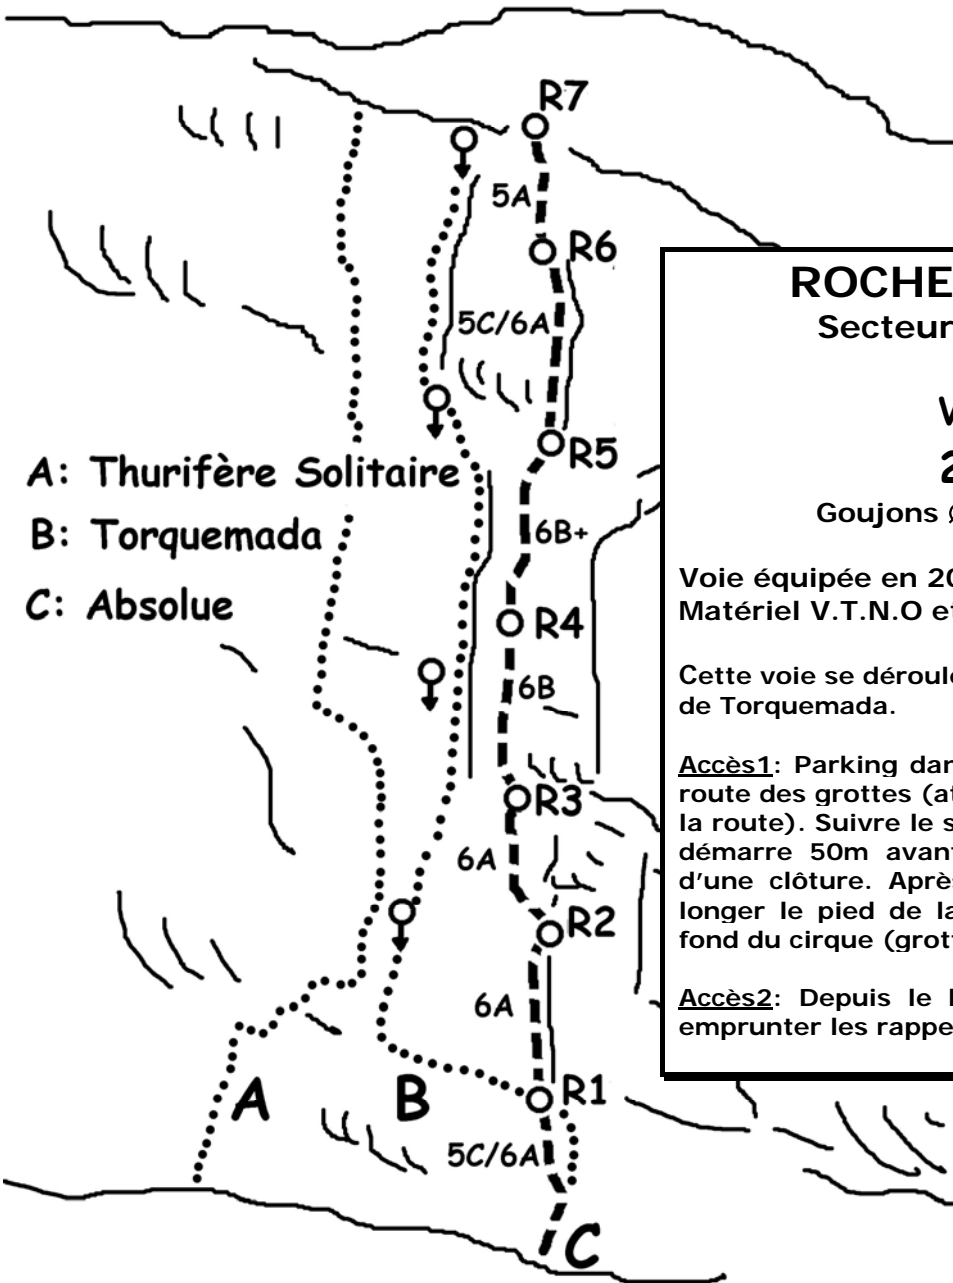 R7
5A
R6
5C/6A
R5
6B+
R4
6B
R3
6A
R2
6A
R1
5C/6A
A
B
C
A: Thurifère Solitaire
B: Torquemada
C: Absolue
ROCHE
Secteur
Goujons
Voie équipée en 20
Matériel V.T.N.O et
Cette voie se déroule
de Torquemada.
Accès1: Parking dan
route des grottes (at
la route). Suivre le s
démarre 50m avant
d'une clôture. Après
longer le pied de la
fond du cirque (grott
Accès2: Depuis le
emprunter les rappe